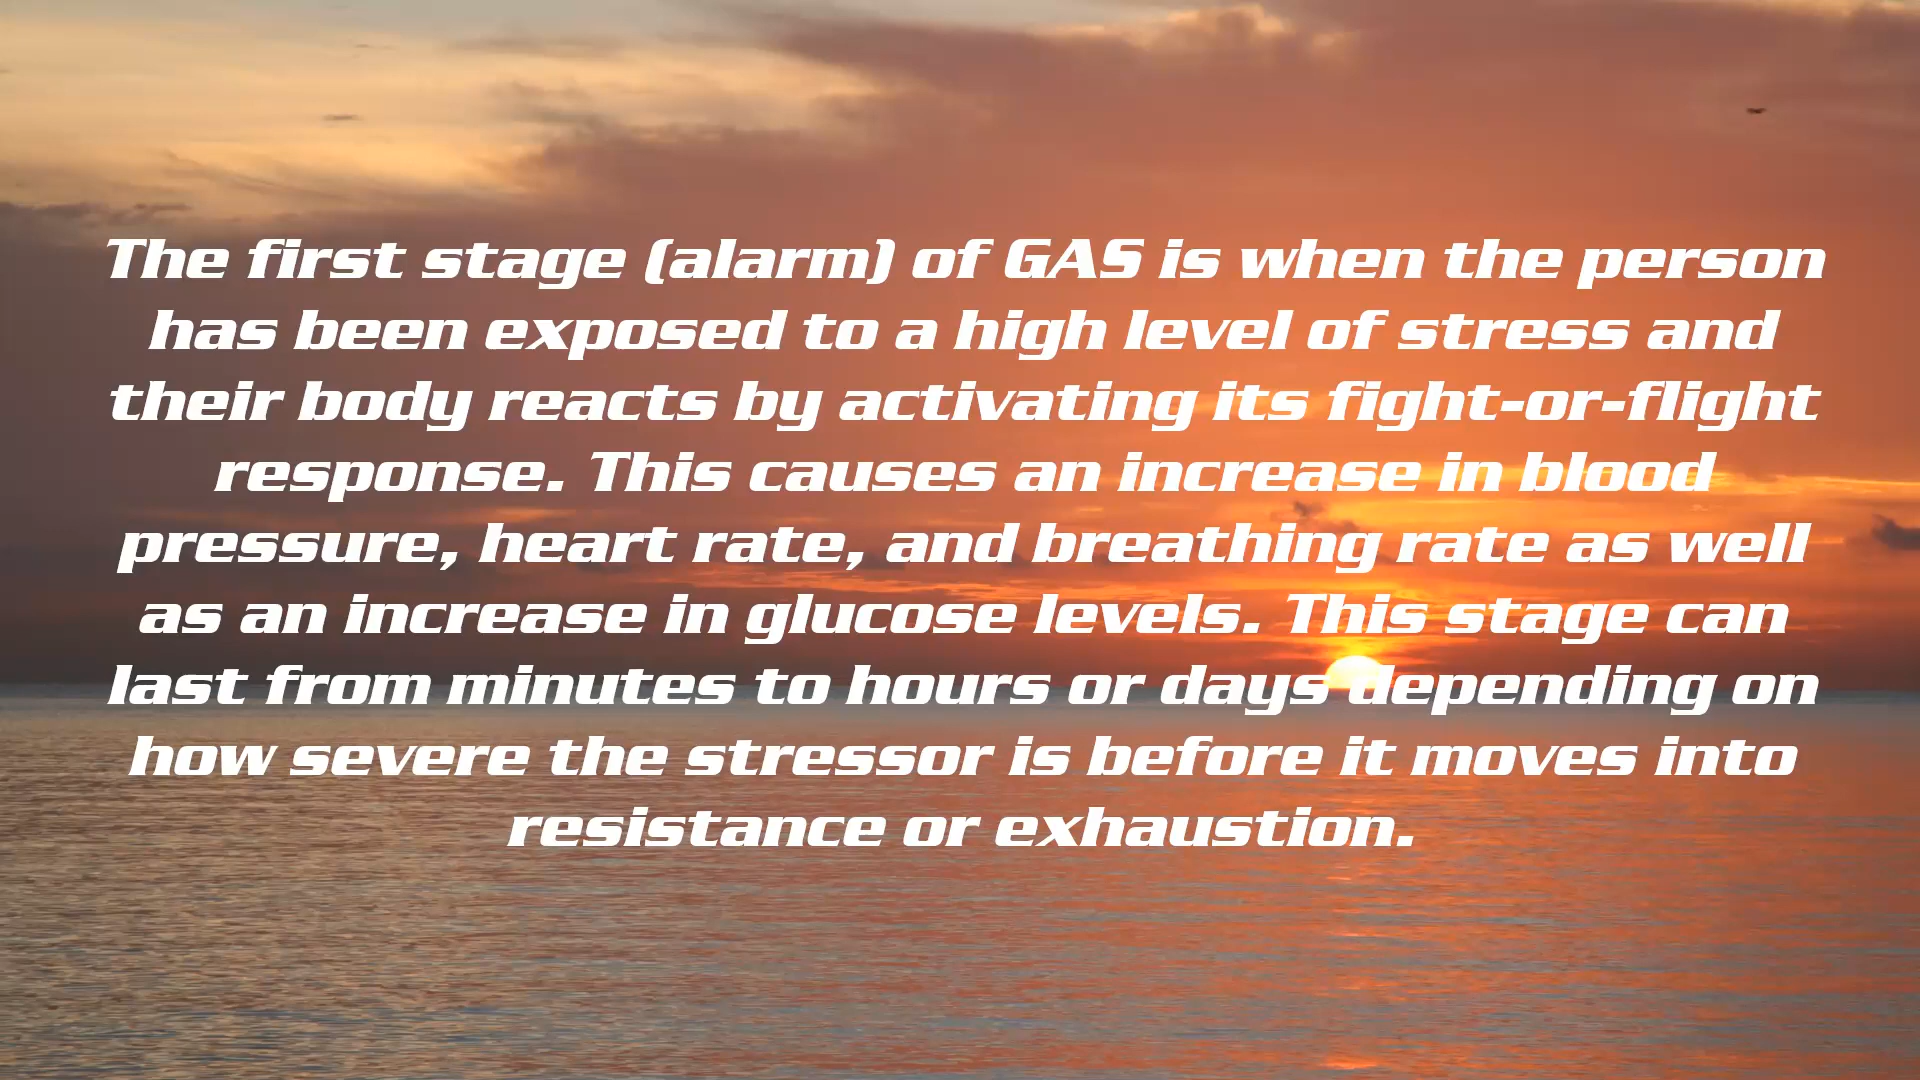 The first stage (alarm) of GAS is when the person
has been exposed to a high level of stress and
their body reacts by activating its fight-or-flight
response. This causes an increase in blood
pressure, heart rate, and breathing rate as well
as an increase in glucose levels. This stage can
last from minutes to hours or days depending on
how severe the stressor is before it moves into
resistance or exhaustion.